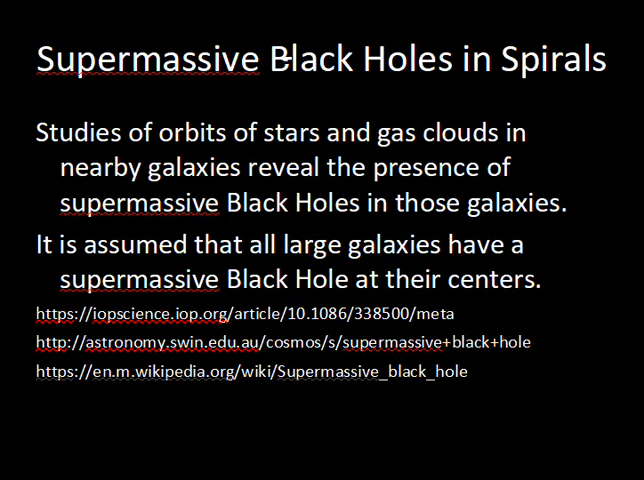 Supermassive Black Holes in Spirals
Studies of orbits of stars and gas clouds in
nearby galaxies reveal the presence of
supermassive Black Holes in those galaxies.
It is assumed that all large galaxies have a
supermassive Black Hole at their centers.
https://iopscience.iop.org/article/10.1086/338500/meta
http://astronomy.swin.edu.au/cosmos/s/supermassive+black+hole
https://en.m.wikipedia.org/wiki/Supermassive_black_hole